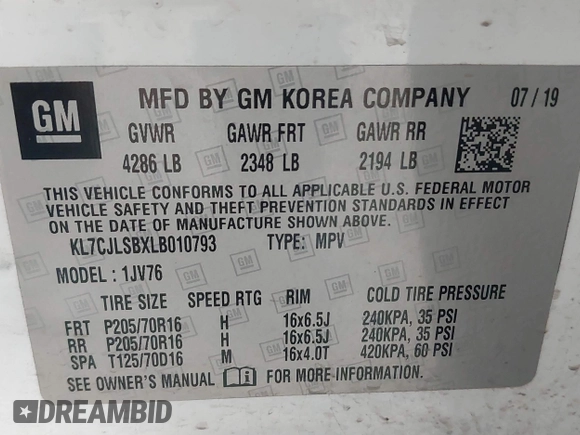 GM MFD BY GM KOREA COMPANY 07/19
GVWR GAWR FRT GAWR RR
4286 LB 2348 LB 2194 LB
THIS VEHICLE CONFORMS TO ALL APPLICABLE U.S. FEDERAL MOTOR
VEHICLE SAFETY AND THEFT PREVENTION STANDARDS IN EFFECT
ON THE DATE OF MANUFACTURE SHOWN ABOVE.
KL7CJLSBXLB010793 TYPE: MPV
MODEL: 1JV76
TIRE SIZE SPEED RTG RIM COLD TIRE PRESSURE
FRT P205/70R16 H 16x6.5J 240KPA, 35 PSI
RR P205/70R16 H 16x6.5J 240KPA, 35 PSI
SPA T125/70D16 M 16x4.0T 420KPA, 60 PSI
SEE OWNER'S MANUAL FOR MORE INFORMATION.
DREAMBID